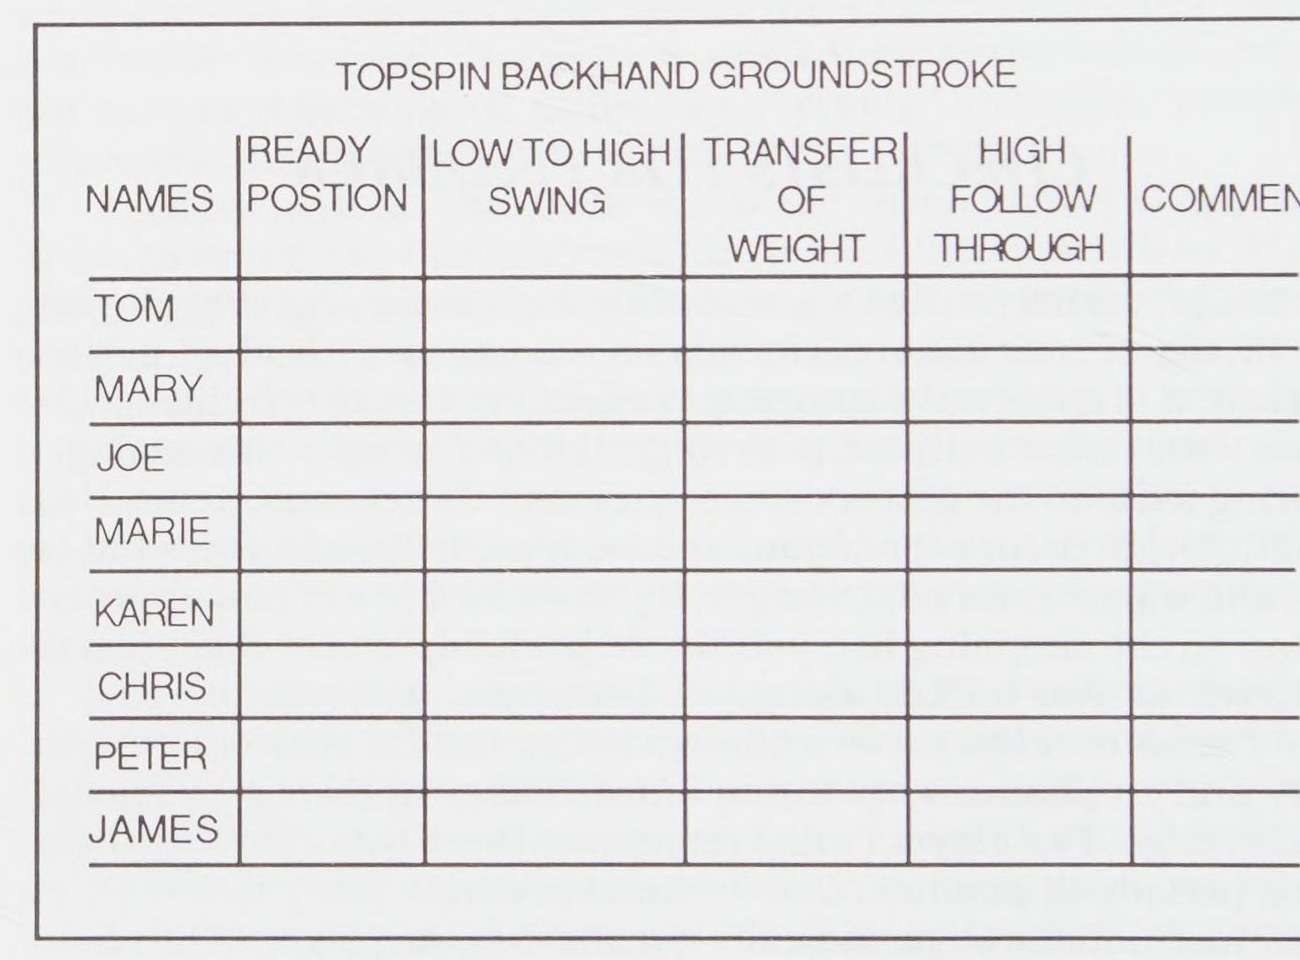 TOPSPIN BACKHAND GROUNDSTROKE
NAMES
READY
POSTION
LOW TO HIGH
SWING
TRANSFER
OF
WEIGHT
HIGH
FOLLOW
THROUGH
COMMEN
TOM
MARY
JOE
MARIE
KAREN
CHRIS
PETER
JAMES